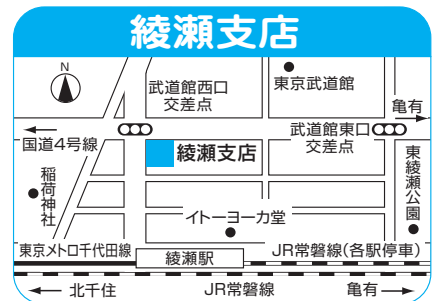 綾瀬支店
N
武道館西口
交差点
東京武道館
亀有
国道4号線
武道館東口
交差点
綾瀬支店
稲荷神社
東綾瀬公園
イトーヨーカ堂
東京メトロ千代田線
綾瀬駅
JR常磐線(各駅停車)
北千住
JR常磐線
亀有